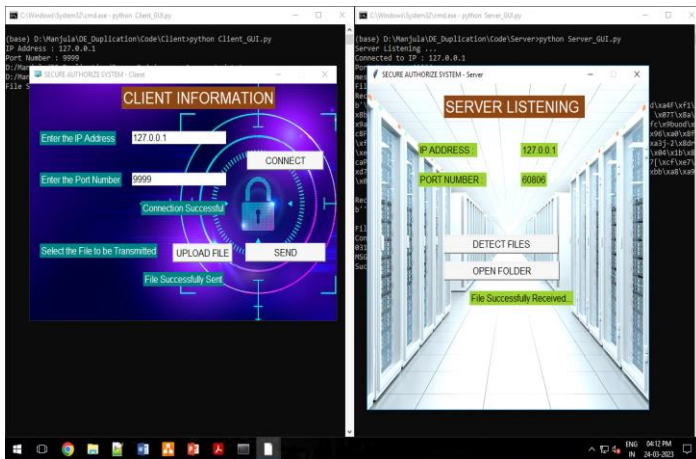 C:\Windows\System32\cmd.exe - python Client_GUI.py
(base) D:\Manjula\DE_Duplication\Code\Client>python Client_GUI.py
IP Address : 127.0.0.1
Port Number : 9999
D:/Man
File S
SECURE AUTHORIZE SYSTEM - Client
CLIENT INFORMATION
Enter the IP Address
127.0.0.1
CONNECT
Enter the Port Number
9999
Connection Successful
Select the File to be Transmitted
UPLOAD FILE
SEND
File Successfully Sent
C:\Windows\System32\cmd.exe - python Server_GUI.py
(base) D:\Manjula\DE_Duplication\Code\Server>python Server_GUI.py
Server Listening ...
Connected to IP : 127.0.0.1
SECURE AUTHORIZE SYSTEM - Server
SERVER LISTENING
IP ADDRESS :
127.0.0.1
PORT NUMBER :
60806
DETECT FILES
OPEN FOLDER
File Successfully Received...
ENG 04:12 PM
IN 24-03-2023